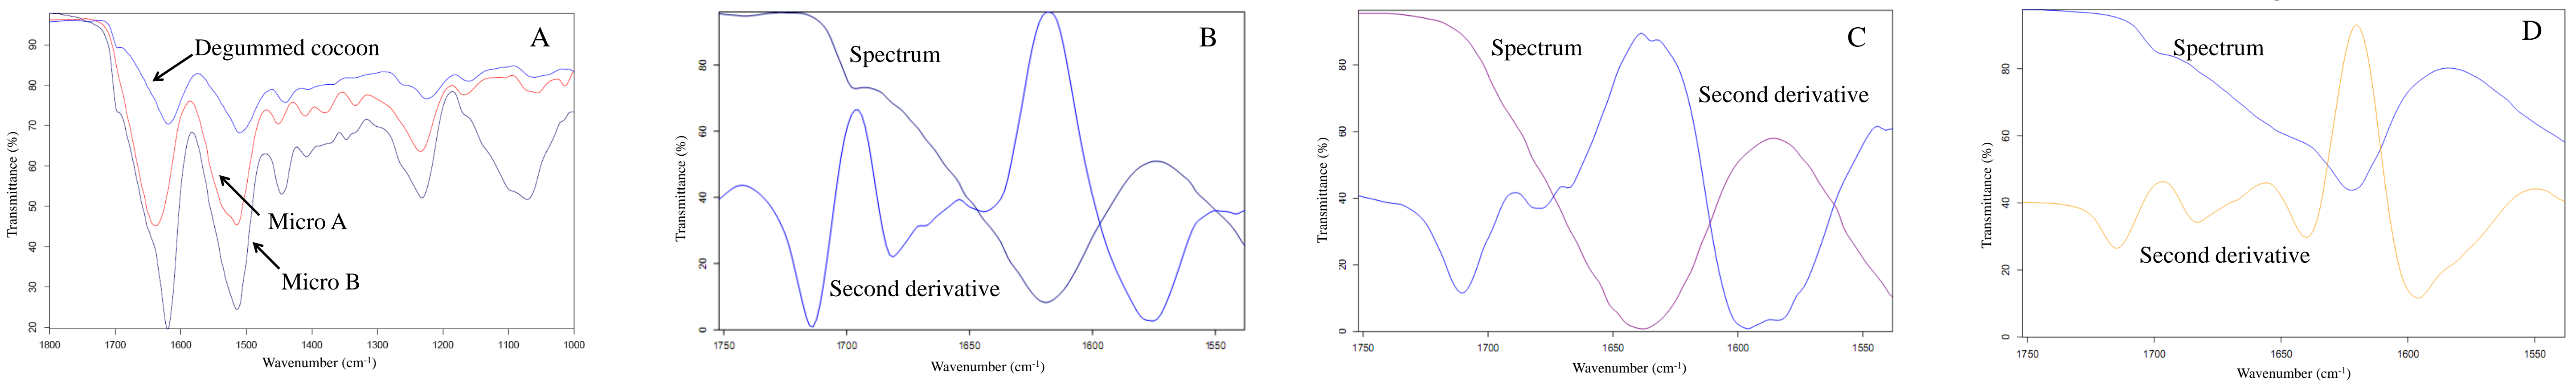 A
Degummed cocoon
Micro A
Micro B
Transmittance (%)
90
80
70
60
50
40
30
20
1800 1700 1600 1500 1400 1300 1200 1100 1000
Wavenumber (cm-1)
B
Spectrum
Second derivative
Transmittance (%)
80
60
40
20
0
1750 1700 1650 1600 1550
Wavenumber (cm-1)
C
Spectrum
Second derivative
Transmittance (%)
80
60
40
20
0
1750 1700 1650 1600 1550
Wavenumber (cm-1)
D
Spectrum
Second derivative
Transmittance (%)
80
60
40
20
0
1750 1700 1650 1600 1550
Wavenumber (cm-1)